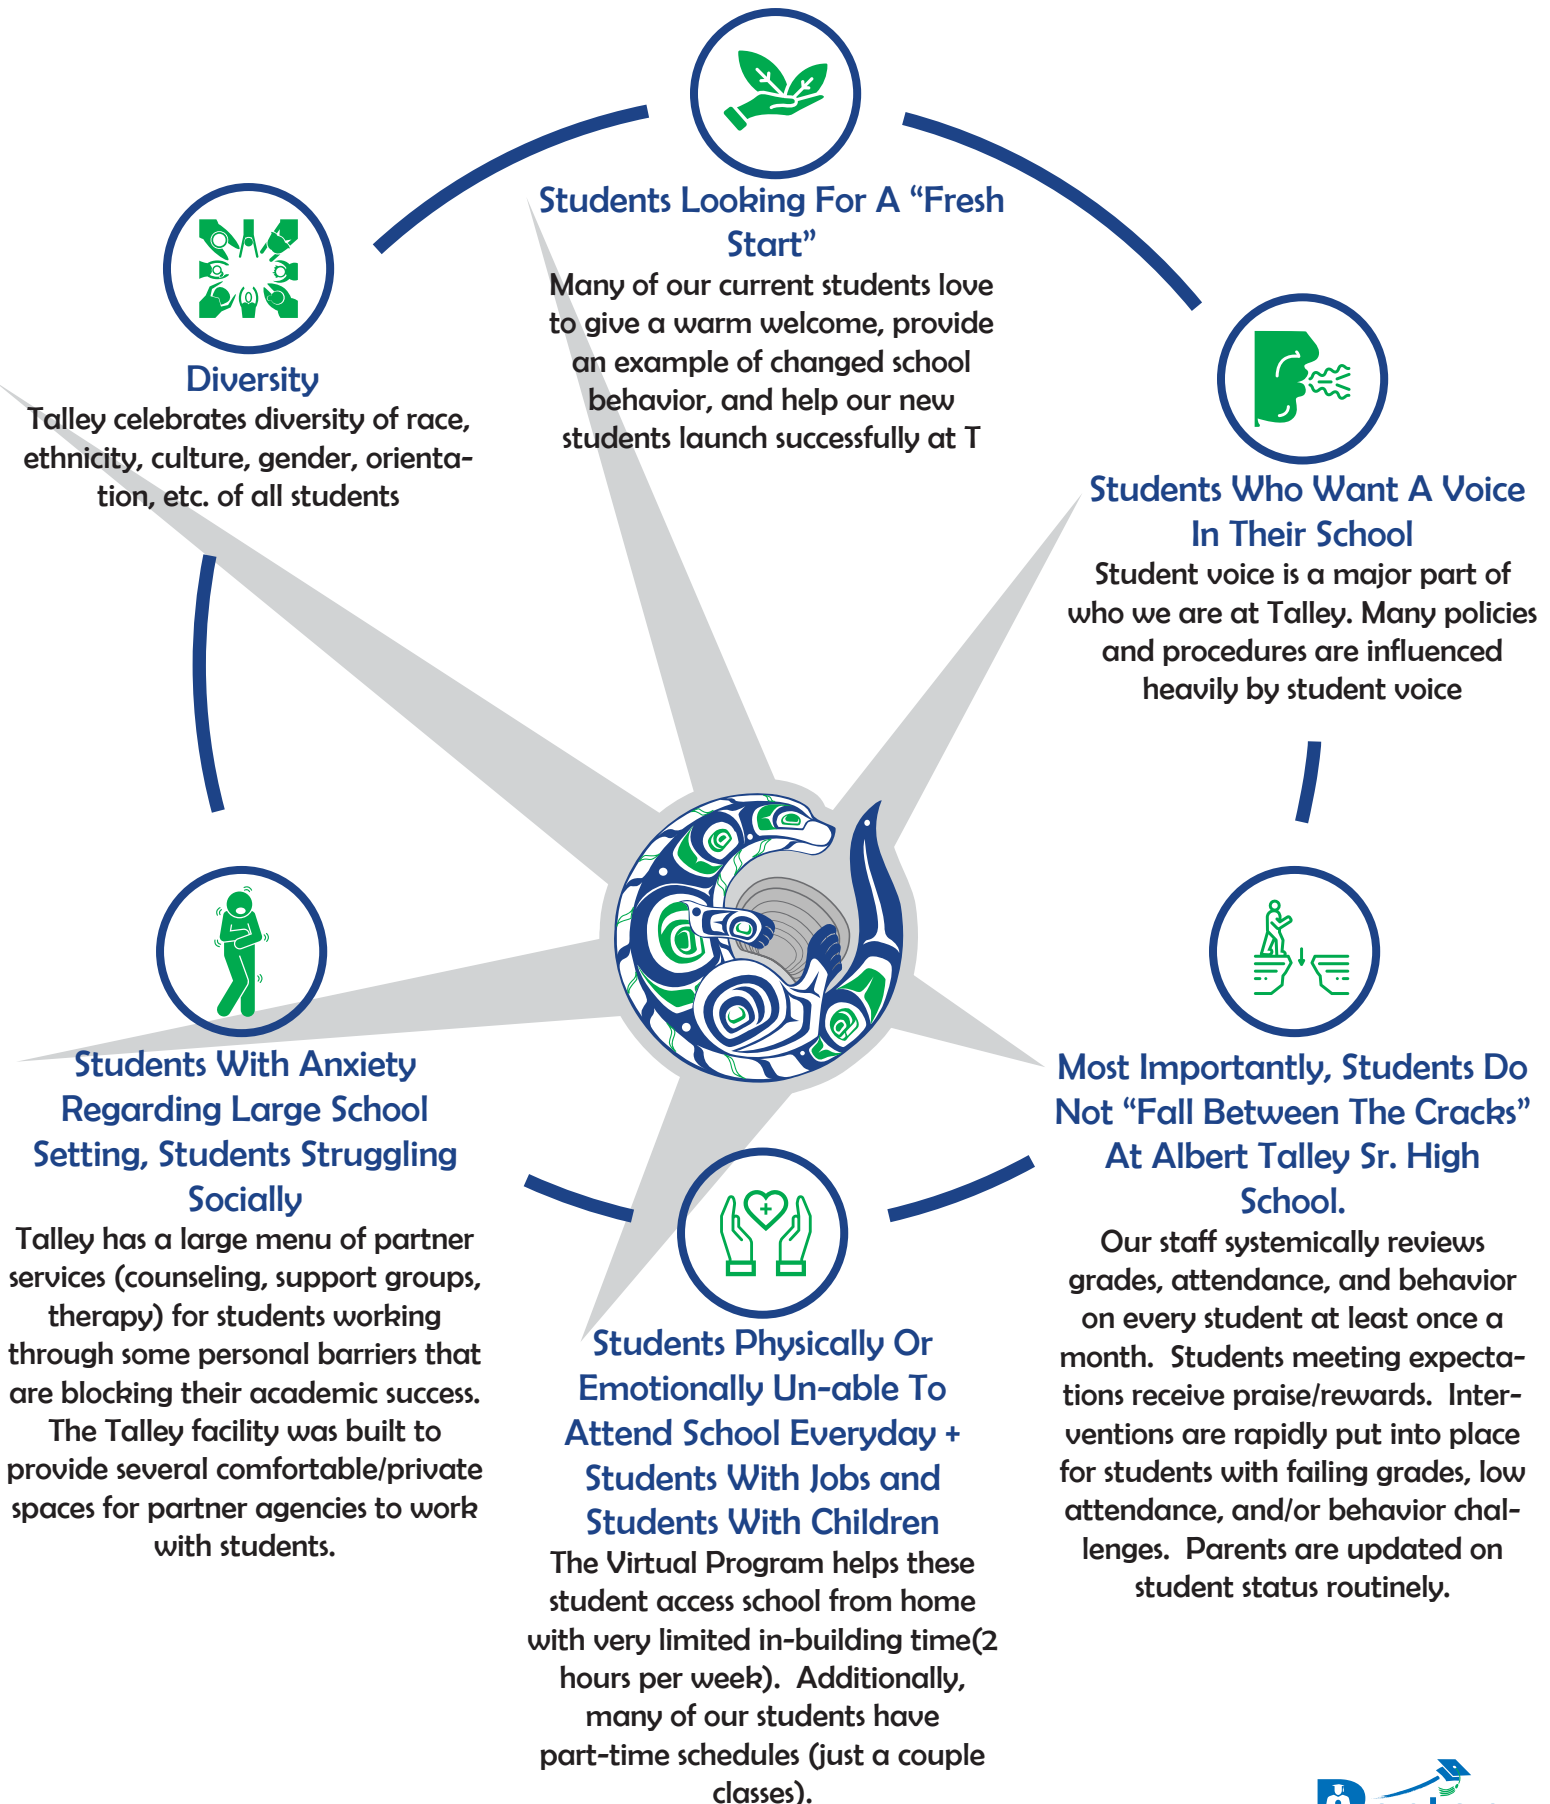 Students Looking For A “Fresh
Start”
Many of our current students love
to give a warm welcome, provide
an example of changed school
behavior, and help our new
students launch successfully at T
Diversity
Talley celebrates diversity of race,
ethnicity, culture, gender, orienta-
tion, etc. of all students
Students Who Want A Voice
In Their School
Student voice is a major part of
who we are at Talley. Many policies
and procedures are influenced
heavily by student voice
Students With Anxiety
Regarding Large School
Setting, Students Struggling
Socially
Talley has a large menu of partner
services (counseling, support groups,
therapy) for students working
through some personal barriers that
are blocking their academic success.
The Talley facility was built to
provide several comfortable/private
spaces for partner agencies to work
with students.
Most Importantly, Students Do
Not “Fall Between The Cracks”
At Albert Talley Sr. High
School.
Our staff systemically reviews
grades, attendance, and behavior
on every student at least once a
month.  Students meeting expecta-
tions receive praise/rewards.  Inter-
ventions are rapidly put into place
for students with failing grades, low
attendance, and/or behavior chal-
lenges.  Parents are updated on
student status routinely.
Students Physically Or
Emotionally Un-able To
Attend School Everyday +
Students With Jobs and
Students With Children
The Virtual Program helps these
student access school from home
with very limited in-building time(2
hours per week).  Additionally,
many of our students have
part-time schedules (just a couple
classes).